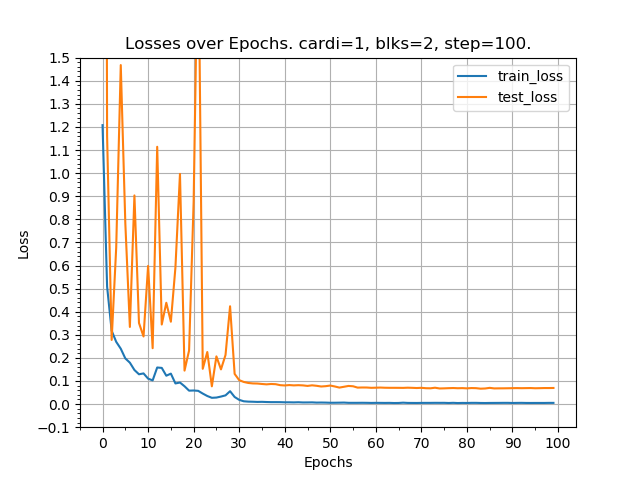 Losses over Epochs. cardi=1, blks=2, step=100.
train_loss
test_loss
1.5
1.4
1.3
1.2
1.1
1.0
0.9
0.8
0.7
0.6
0.5
0.4
0.3
0.2
0.1
0.0
−0.1
Loss
0 10 20 30 40 50 60 70 80 90 100
Epochs